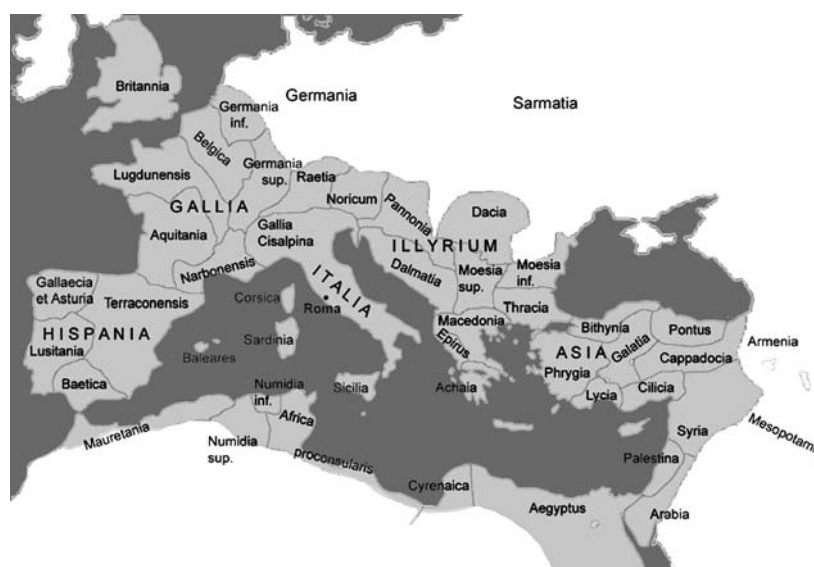 Britannia
Germania
Sarmatia
Germania
inf.
Belgica
Lugdunensis
Germania
sup.
Raetia
Noricum
Pannonia
Dacia
GALLIA
Aquitania
Gallia
Cisalpina
ILLYRIUM
Narbonensis
Dalmatia
Moesia
sup.
Moesia
inf.
Gallaecia
et Asturia
Terraconensis
Corsica
ITALIA
Roma
Thracia
Macedonia
Epirus
HISPANIA
Lusitania
Baleares
Sardinia
Bithynia
Pontus
Armenia
ASIA
Galatia
Cappadocia
Phrygia
Baetica
Numidia
inf.
Sicilia
Achaia
Lycia
Cilicia
Mauretania
Numidia
sup.
Africa
proconsularis
Syria
Mesopotami
Palestina
Cyrenaica
Aegyptus
Arabia